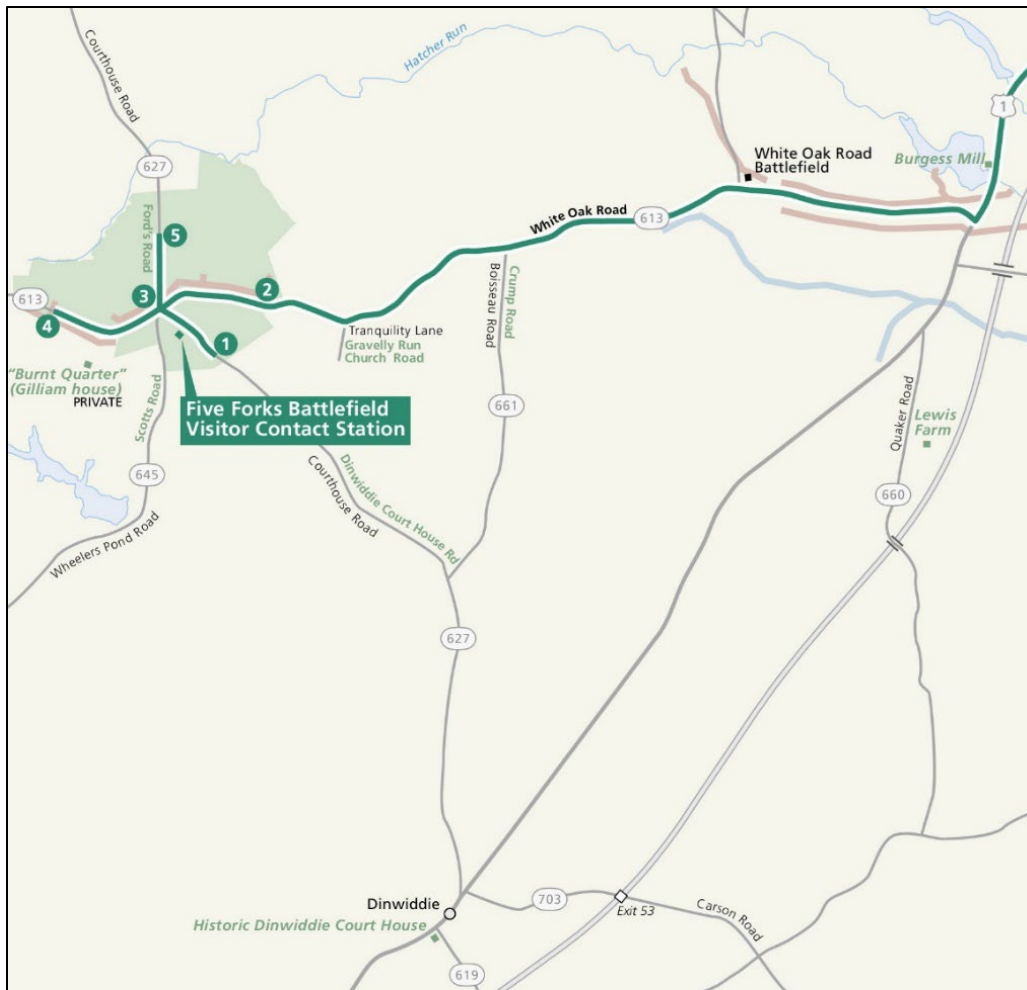 Courthouse Road
Hatcher Run
1
627
White Oak Road
Battlefield
Burgess Mill
Ford's Road
5
White Oak Road
613
2
3
613
4
Tranquility Lane
Gravelly Run
Church Road
Boisseau Road
Crump Road
1
"Burnt Quarter"
(Gilliam house)
PRIVATE
Scotts Road
Five Forks Battlefield
Visitor Contact Station
661
Quaker Road
Lewis
Farm
645
Courthouse Road
Dinwiddie Court House Rd
660
Wheelers Pond Road
627
Dinwiddie
703
Exit 53
Carson Road
Historic Dinwiddie Court House
619